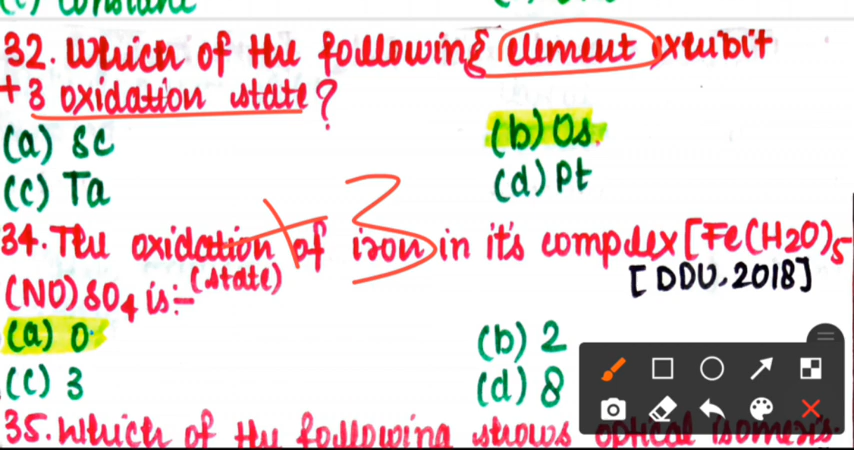 (c) constant
32. Which of the following element exhibit
+3 oxidation state?
(a) Sc
(b) Os
(c) Ta
(d) Pt
+3
34. The oxidation of iron in it's complex [Fe(H2O)5
(state)
(NO)SO4 is:-
[DDU, 2018]
(a) 0
(b) 2
(c) 3
(d) 8
35. Which of the following shows optical isomeris